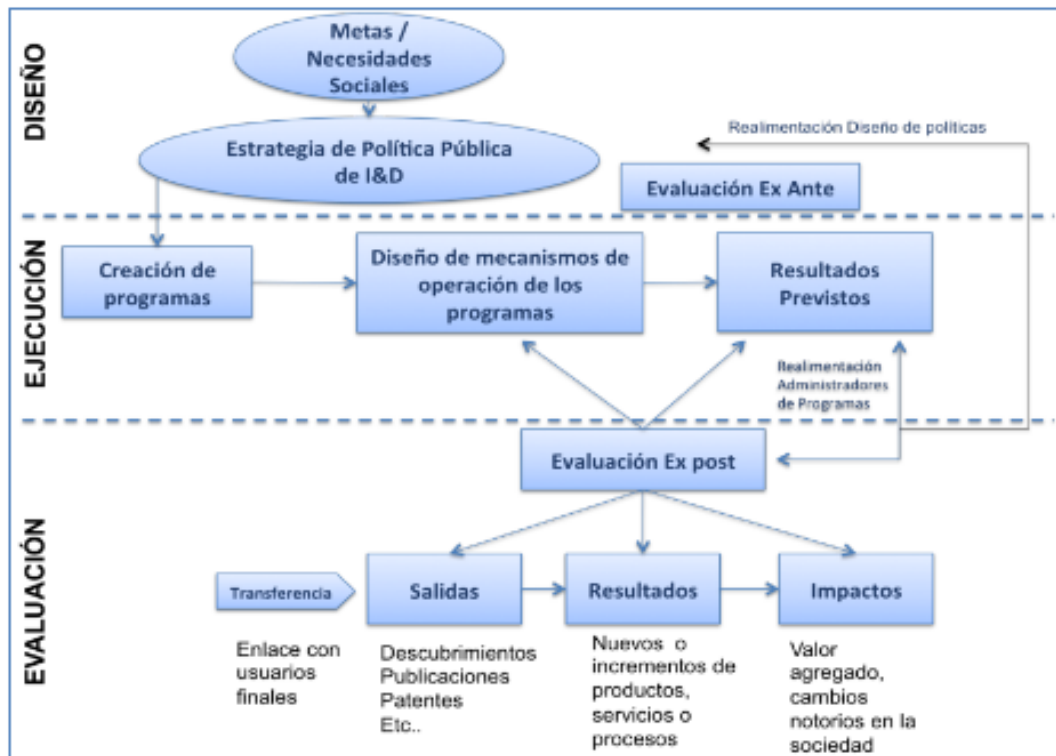 DISEÑO
Metas /
Necesidades
Sociales
Estrategia de Política Pública
de I&D
Realimentación Diseño de políticas
Evaluación Ex Ante
EJECUCIÓN
Creación de
programas
Diseño de mecanismos de
operación de los
programas
Resultados
Previstos
Realimentación
Administradores
de Programas
EVALUACIÓN
Evaluación Ex post
Transferencia
Salidas
Resultados
Impactos
Enlace con
usuarios
finales
Descubrimientos
Publicaciones
Patentes
Etc..
Nuevos o
incrementos de
productos,
servicios o
procesos
Valor
agregado,
cambios
notorios en la
sociedad